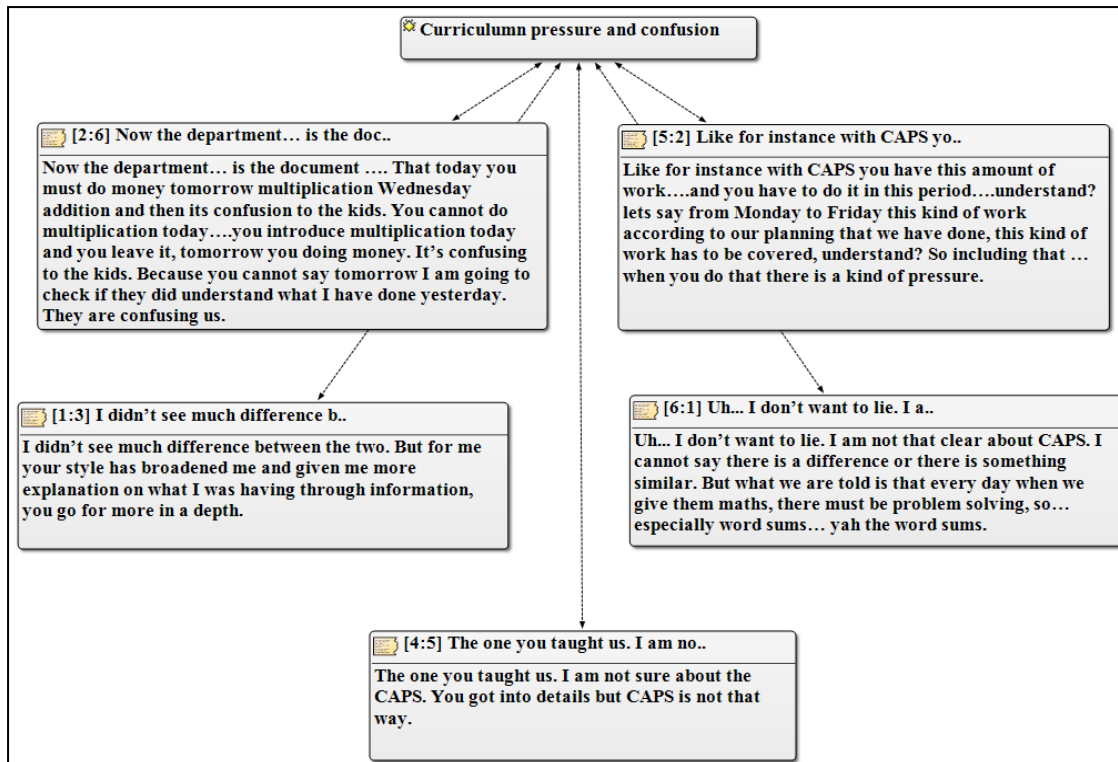 Curriculumn pressure and confusion
[2:6] Now the department… is the doc..
Now the department… is the document …. That today you
must do money tomorrow multiplication Wednesday
addition and then its confusion to the kids. You cannot do
multiplication today….you introduce multiplication today
and you leave it, tomorrow you doing money. It’s confusing
to the kids. Because you cannot say tomorrow I am going to
check if they did understand what I have done yesterday.
They are confusing us.
[5:2] Like for instance with CAPS yo..
Like for instance with CAPS you have this amount of
work….and you have to do it in this period….understand?
lets say from Monday to Friday this kind of work
according to our planning that we have done, this kind of
work has to be covered, understand? So including that …
when you do that there is a kind of pressure.
[1:3] I didn’t see much difference b..
I didn’t see much difference between the two. But for me
your style has broadened me and given me more
explanation on what I was having through information,
you go for more in a depth.
[6:1] Uh... I don’t want to lie. I a..
Uh... I don’t want to lie. I am not that clear about CAPS. I
cannot say there is a difference or there is something
similar. But what we are told is that every day when we
give them maths, there must be problem solving, so…
especially word sums… yah the word sums.
[4:5] The one you taught us. I am no..
The one you taught us. I am not sure about the
CAPS. You got into details but CAPS is not that
way.